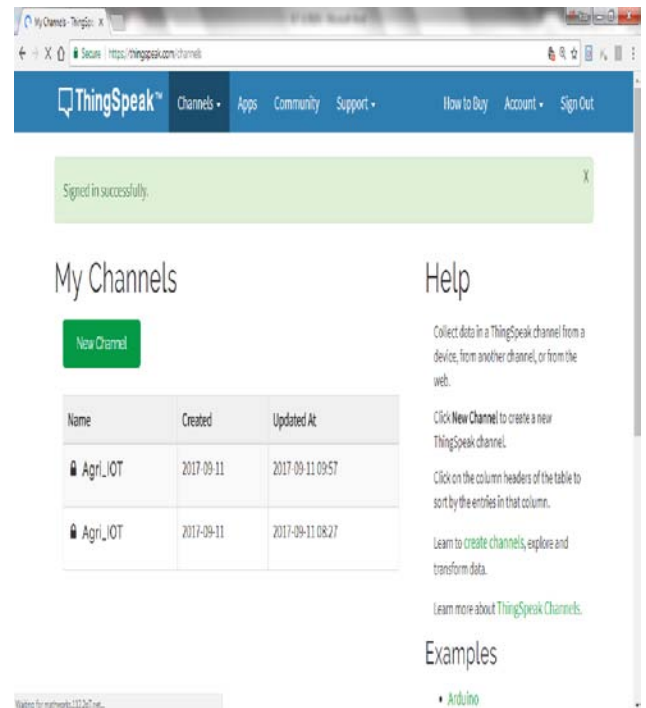 My Channels - ThingSpe X
Secure https://thingspeak.com/channels
ThingSpeak™ Channels Apps Community Support How to Buy Account Sign Out
Signed in successfully. X
My Channels
New Channel
Name Created Updated At
Agri_IOT 2017-09-11 2017-09-11 09:57
Agri_IOT 2017-09-11 2017-09-11 08:27
Help
Collect data in a ThingSpeak channel from a
device, from another channel, or from the
web.
Click New Channel to create a new
ThingSpeak channel.
Click on the column headers of the table to
sort by the entries in that column.
Learn to create channels, explore and
transform data.
Learn more about ThingSpeak Channels.
Examples
• Arduino
Waiting for